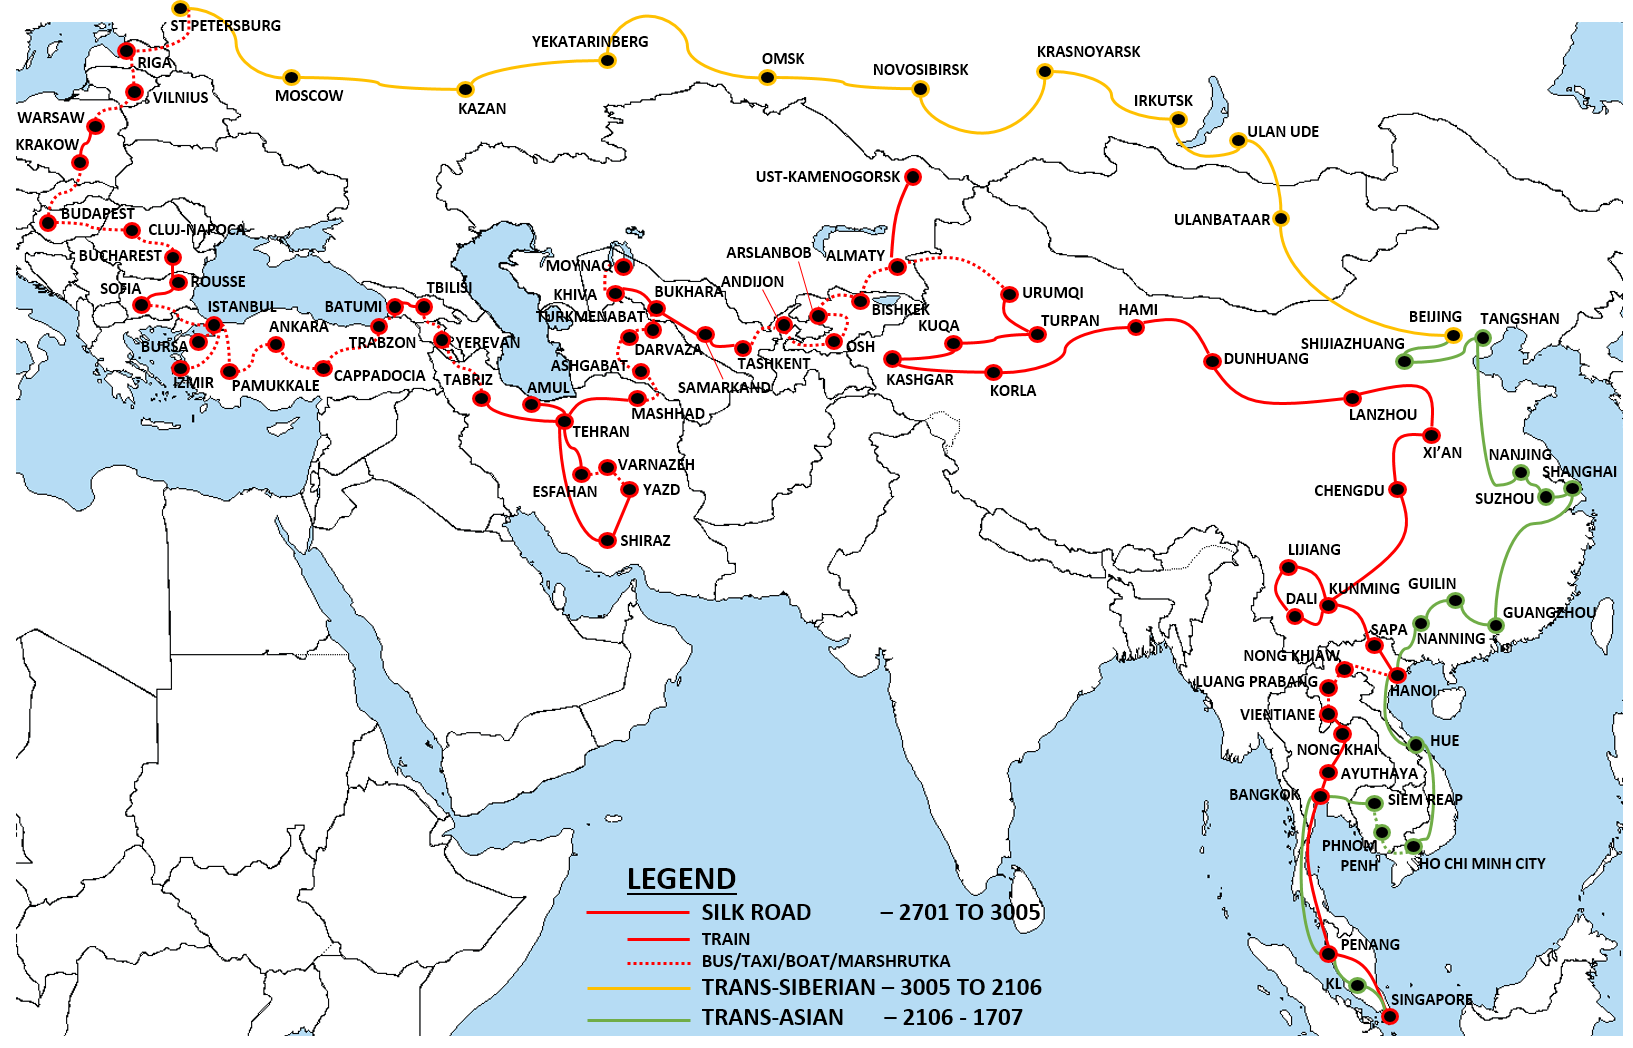 ST PETERSBURG
RIGA
VILNIUS
WARSAW
KRAKOW
BUDAPEST
CLUJ-NAPOCA
BUCHAREST
ROUSSE
SOFIA
ISTANBUL
BURSA
IZMIR
PAMUKKALE
ANKARA
CAPPADOCIA
TRABZON
BATUMI
TBILISI
YEREVAN
TABRIZ
AMUL
TEHRAN
ESFAHAN
VARNAZEH
YAZD
SHIRAZ
MASHHAD
ASHGABAT
DARVAZA
TURKMENABAT
KHIVA
MOYNAQ
BUKHARA
SAMARKAND
TASHKENT
ANDIJON
ARSLANBOB
OSH
BISHKEK
ALMATY
UST-KAMENOGORSK
URUMQI
TURPAN
KUQA
KASHGAR
KORLA
HAMI
DUNHUANG
LANZHOU
XI’AN
CHENGDU
KUNMING
LIJIANG
DALI
SAPA
HANOI
NONG KHIAW
LUANG PRABANG
VIENTIANE
NONG KHAI
AYUTHAYA
BANGKOK
PENANG
KL
SINGAPORE
MOSCOW
KAZAN
YEKATARINBERG
OMSK
NOVOSIBIRSK
KRASNOYARSK
IRKUTSK
ULAN UDE
ULANBATAAR
BEIJING
TANGSHAN
SHIJIAZHUANG
NANJING
SHANGHAI
SUZHOU
GUILIN
GUANGZHOU
NANNING
HUE
SIEM REAP
PHNOM
PENH
HO CHI MINH CITY
LEGEND
SILK ROAD – 2701 TO 3005
TRAIN
BUS/TAXI/BOAT/MARSHRUTKA
TRANS-SIBERIAN – 3005 TO 2106
TRANS-ASIAN – 2106 - 1707